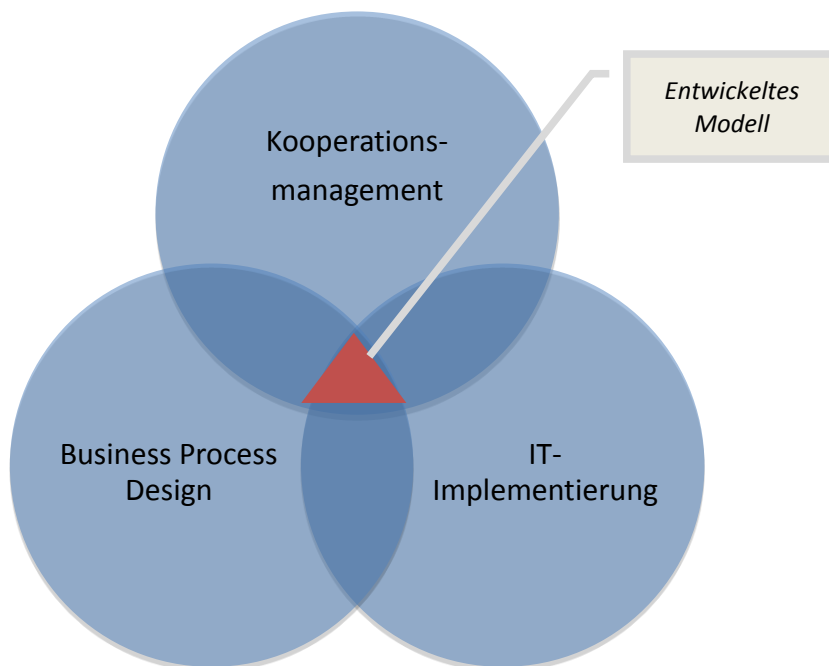 Entwickeltes
Modell
Kooperations-
management
Business Process
Design
IT-
Implementierung